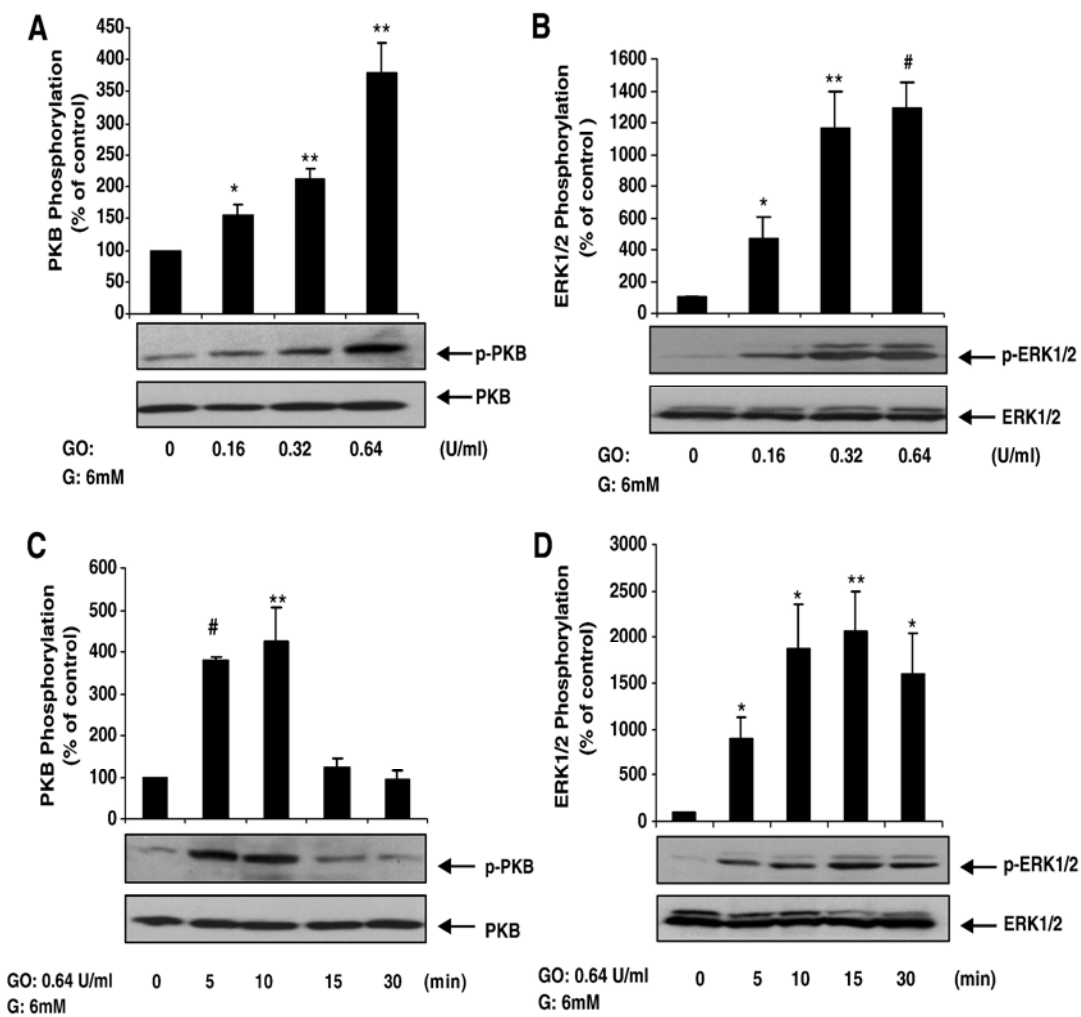 A
PKB Phosphorylation
(% of control)
450
400
350
300
250
200
150
100
50
0
*
**
**
p-PKB
PKB
GO: 0 0.16 0.32 0.64 (U/ml)
G: 6mM
B
ERK1/2 Phosphorylation
(% of control )
1600
1400
1200
1000
800
600
400
200
0
*
**
#
p-ERK1/2
ERK1/2
GO: 0 0.16 0.32 0.64 (U/ml)
G: 6mM
C
PKB Phosphorylation
(% of control)
600
500
400
300
200
100
0
#
**
p-PKB
PKB
GO: 0.64 U/ml 0 5 10 15 30 (min)
G: 6mM
D
ERK1/2 Phosphorylation
(% of control)
3000
2500
2000
1500
1000
500
0
*
*
**
*
p-ERK1/2
ERK1/2
GO: 0.64 U/ml 0 5 10 15 30 (min)
G: 6mM